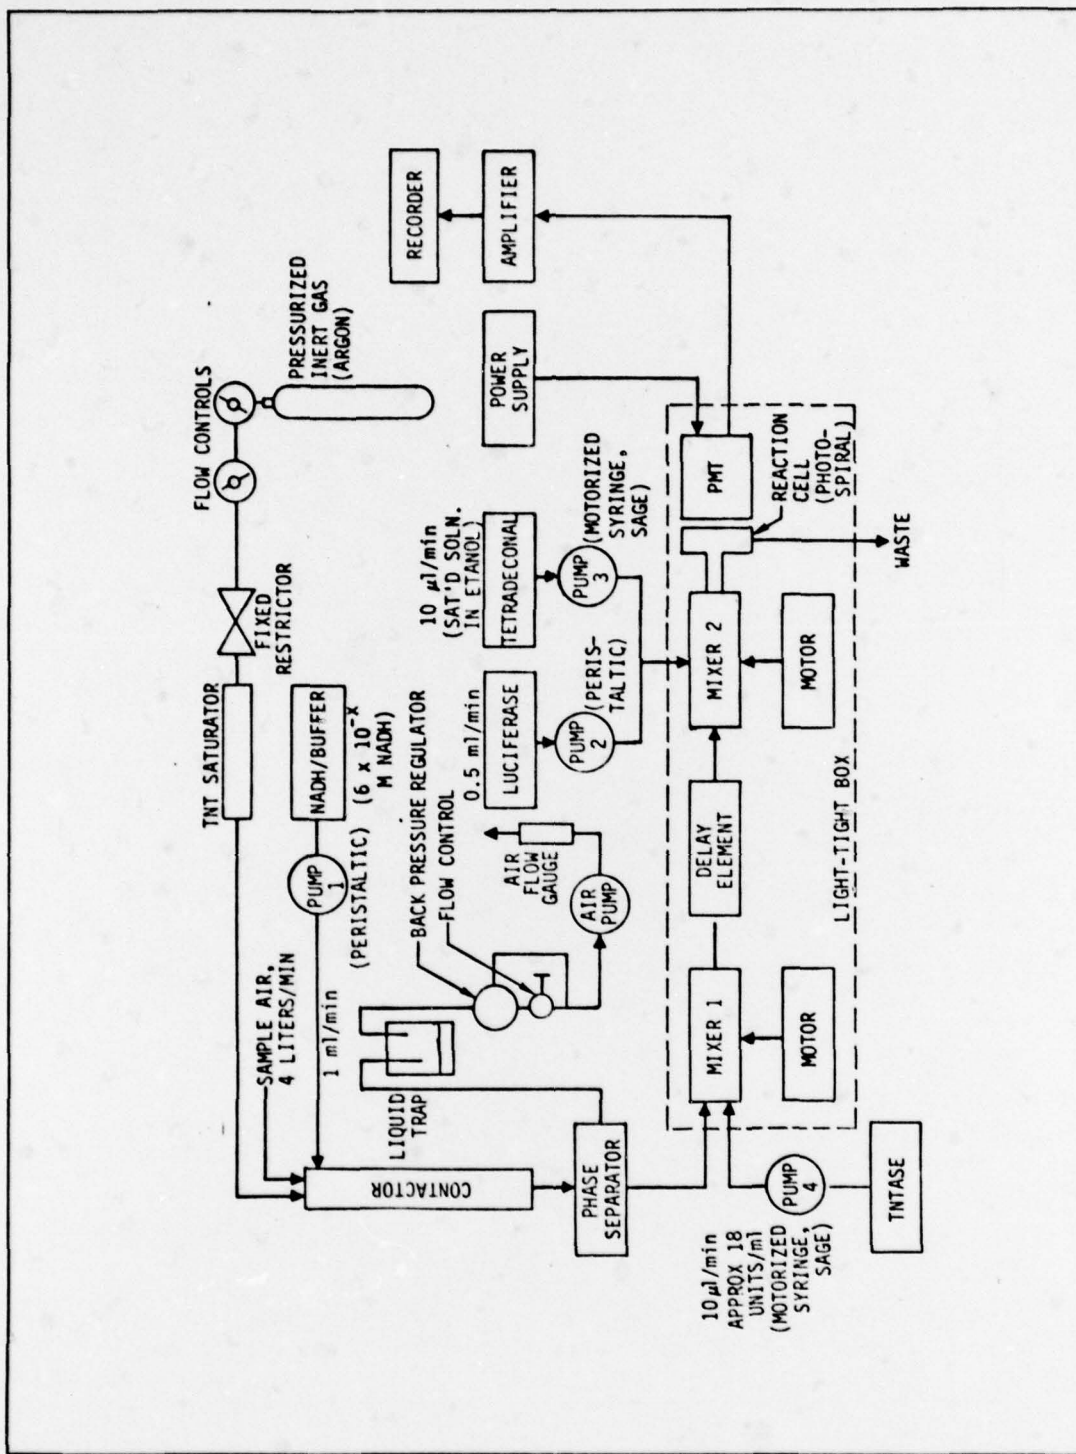 FLOW CONTROLS
PRESSURIZED
INERT GAS
(ARGON)
FIXED
RESTRICTOR
TNT SATURATOR
SAMPLE AIR,
4 LITERS/MIN
1 ml/min
PUMP
1
(PERISTALTIC)
NADH/BUFFER
(6 x 10⁻ˣ
M NADH)
CONTACTOR
LIQUID
TRAP
BACK PRESSURE REGULATOR
FLOW CONTROL
AIR
FLOW
GAUGE
AIR
PUMP
PHASE
SEPARATOR
0.5 ml/min
LUCIFERASE
PUMP
2
(PERIS-
TALTIC)
10 µl/min
(SAT'D SOLN.
IN ETANOL)
TETRADECONAL
PUMP
3
(MOTORIZED
SYRINGE,
SAGE)
POWER
SUPPLY
RECORDER
AMPLIFIER
10 µl/min
APPROX 18
UNITS/ml
(MOTORIZED
SYRINGE,
SAGE)
PUMP
4
TNTASE
MIXER 1
MOTOR
DELAY
ELEMENT
MIXER 2
MOTOR
PMT
REACTION
CELL
(PHOTO-
SPIRAL)
LIGHT-TIGHT BOX
WASTE